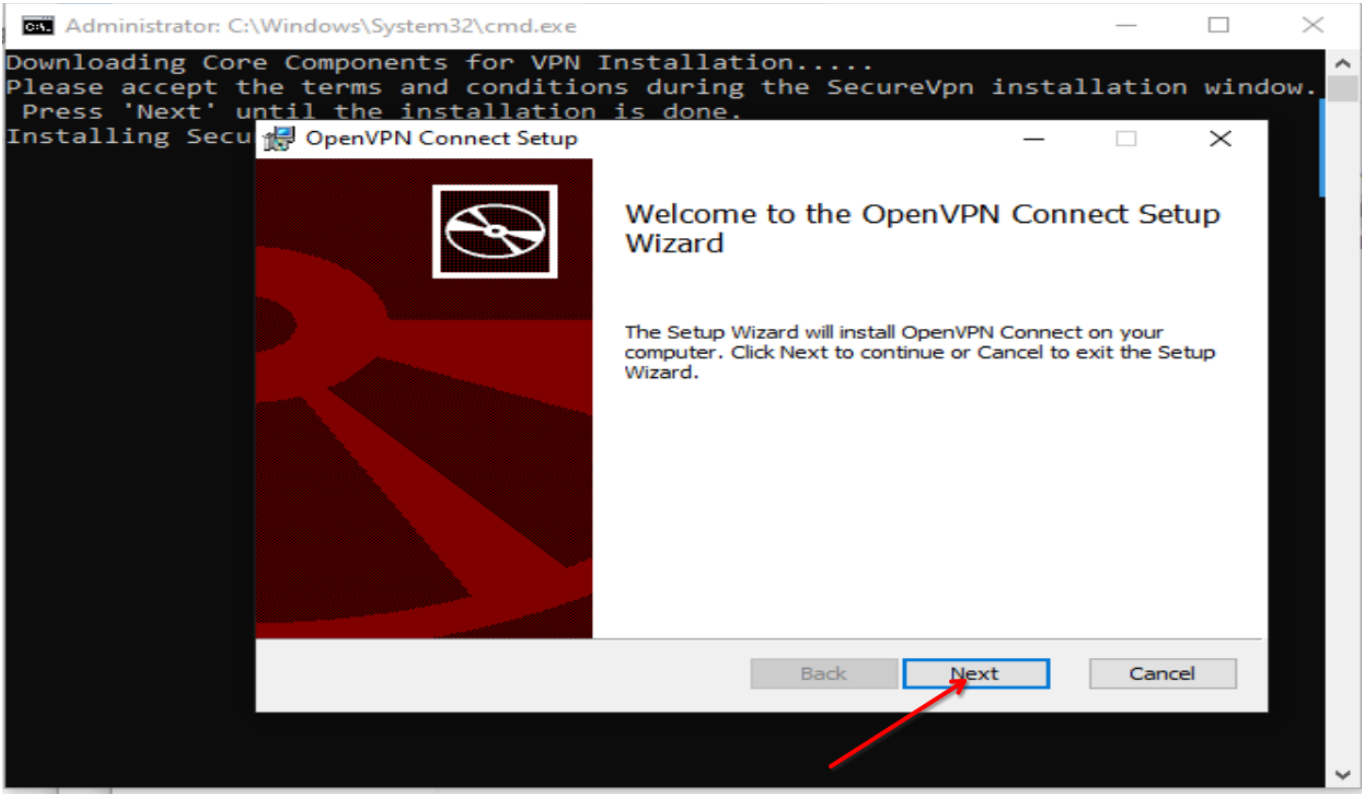 Administrator: C:\Windows\System32\cmd.exe
Downloading Core Components for VPN Installation.....
Please accept the terms and conditions during the SecureVpn installation window.
Press 'Next' until the installation is done.
Installing Secu
OpenVPN Connect Setup
Welcome to the OpenVPN Connect Setup
Wizard
The Setup Wizard will install OpenVPN Connect on your
computer. Click Next to continue or Cancel to exit the Setup
Wizard.
Back Next Cancel